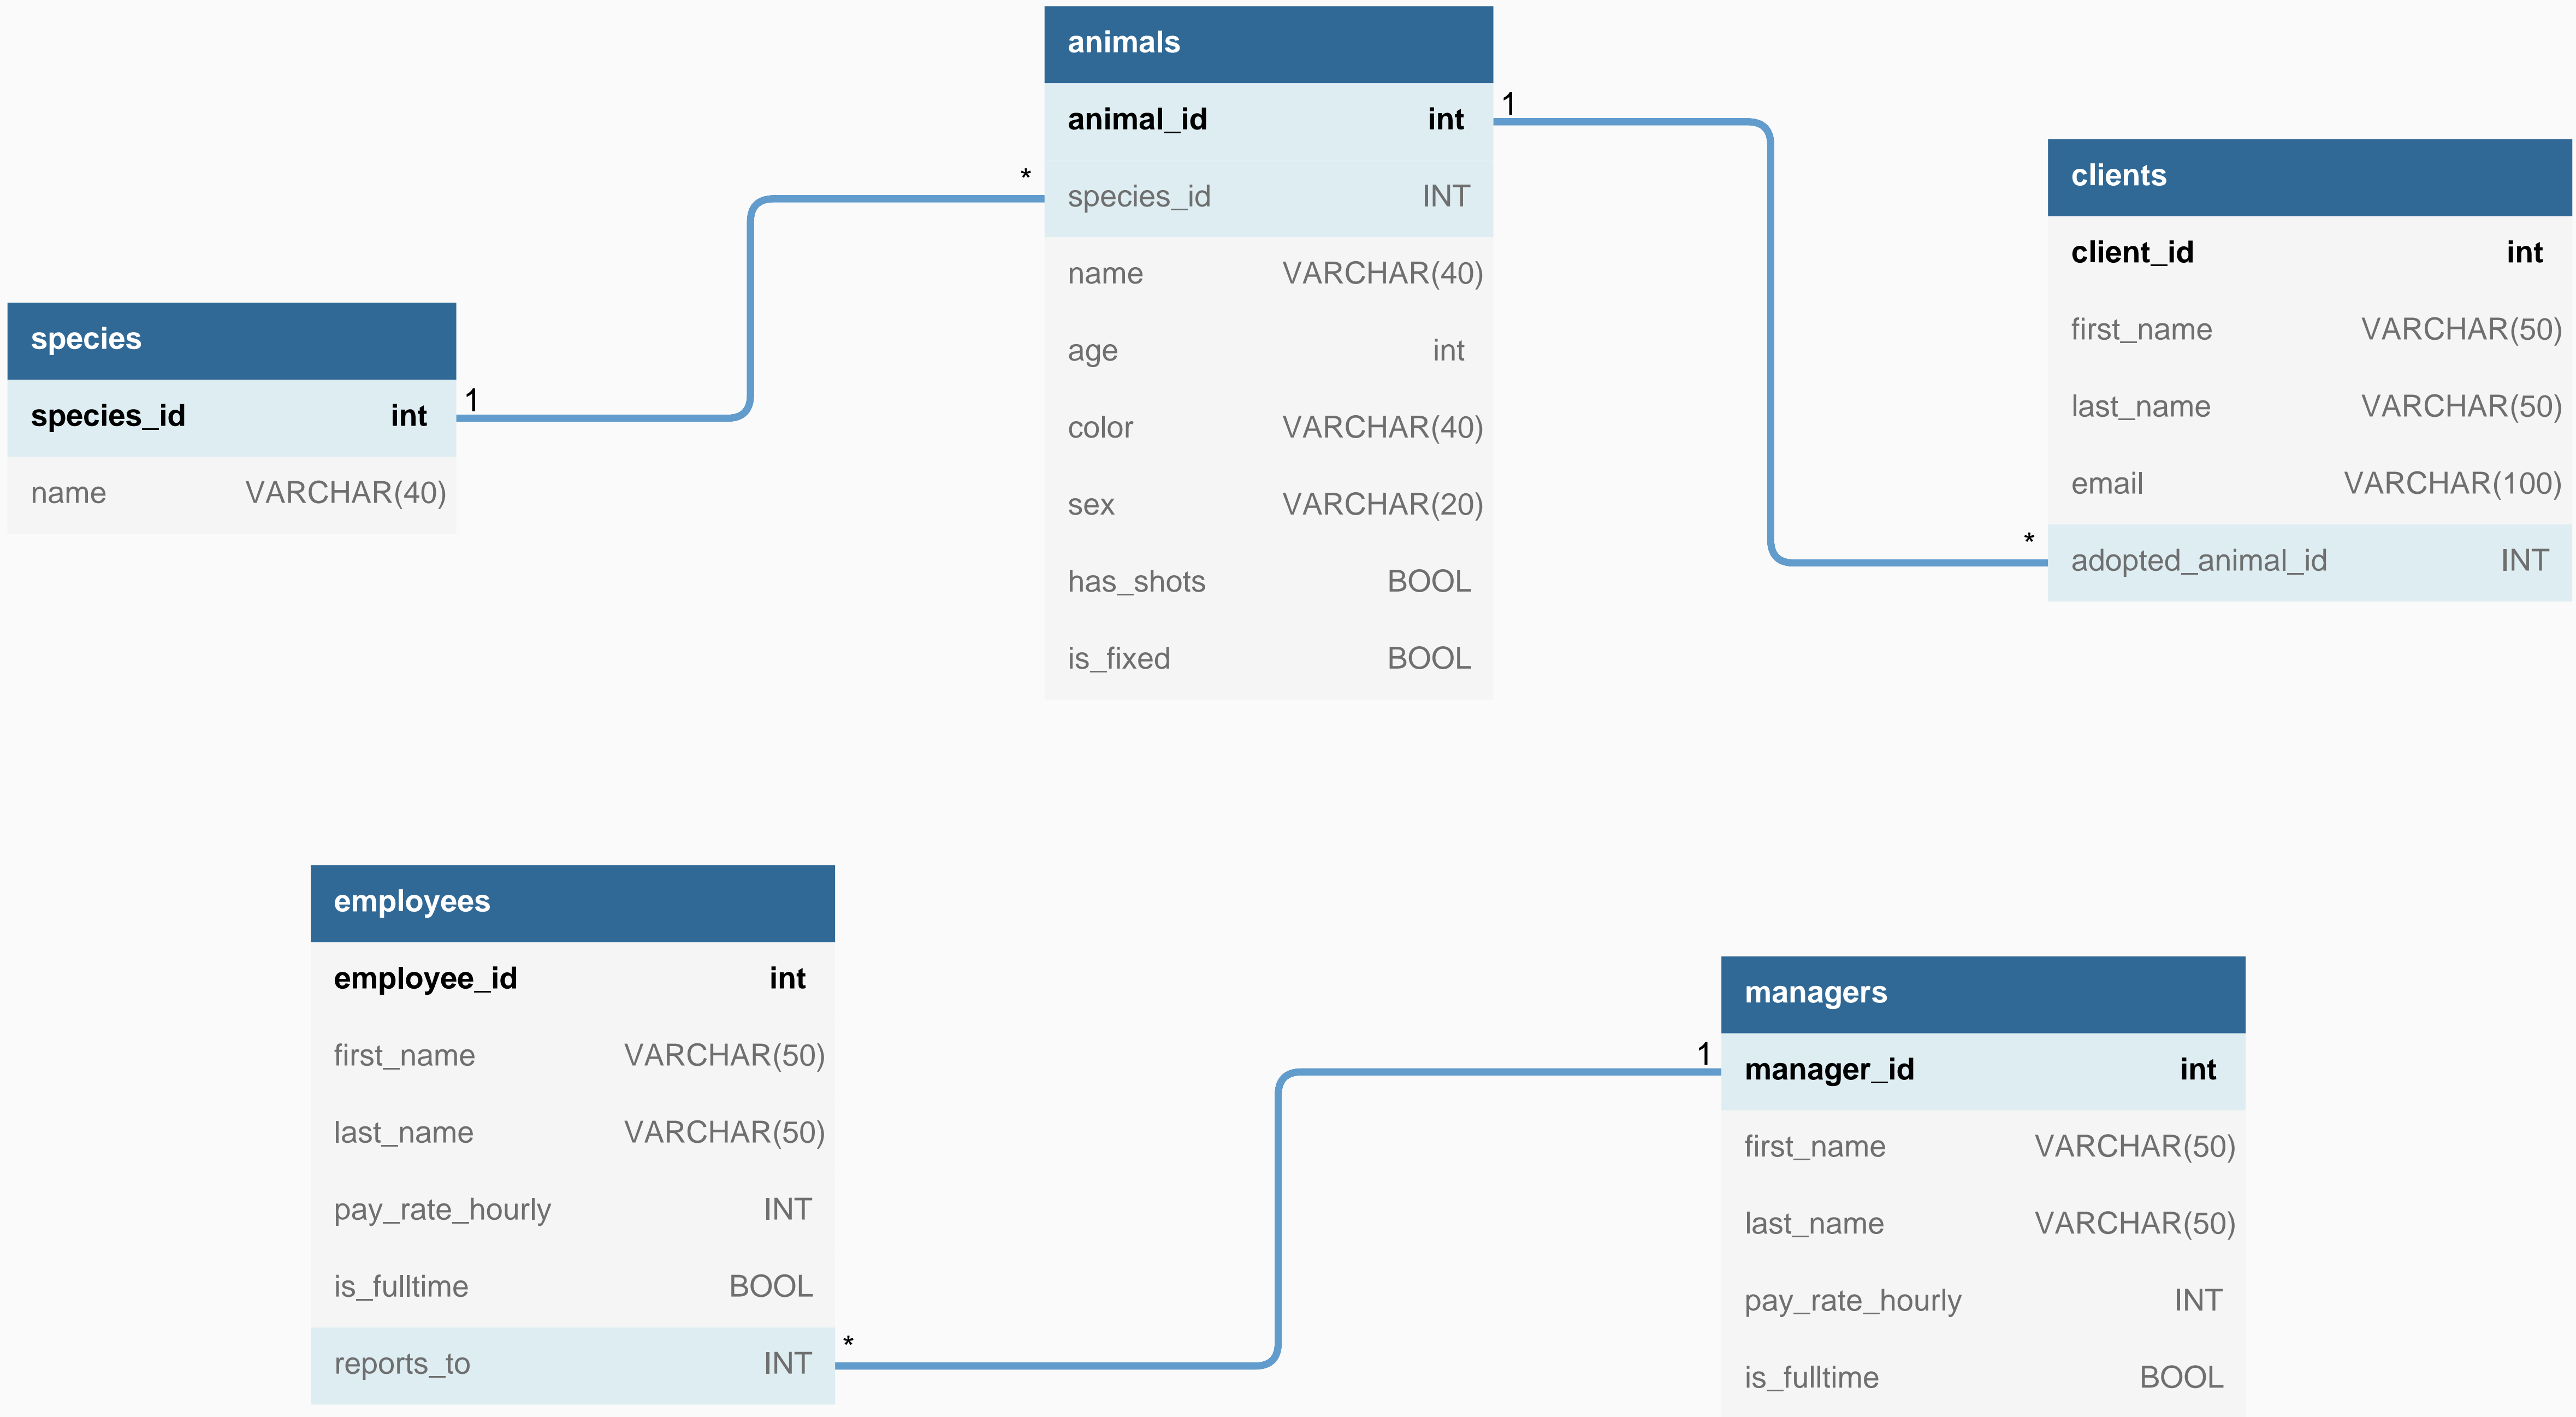 animals
animal_id int
species_id INT
name VARCHAR(40)
age int
color VARCHAR(40)
sex VARCHAR(20)
has_shots BOOL
is_fixed BOOL
1
*
clients
client_id int
first_name VARCHAR(50)
last_name VARCHAR(50)
email VARCHAR(100)
adopted_animal_id INT
*
species
species_id int
name VARCHAR(40)
1
employees
employee_id int
first_name VARCHAR(50)
last_name VARCHAR(50)
pay_rate_hourly INT
is_fulltime BOOL
reports_to INT
*
managers
1
manager_id int
first_name VARCHAR(50)
last_name VARCHAR(50)
pay_rate_hourly INT
is_fulltime BOOL